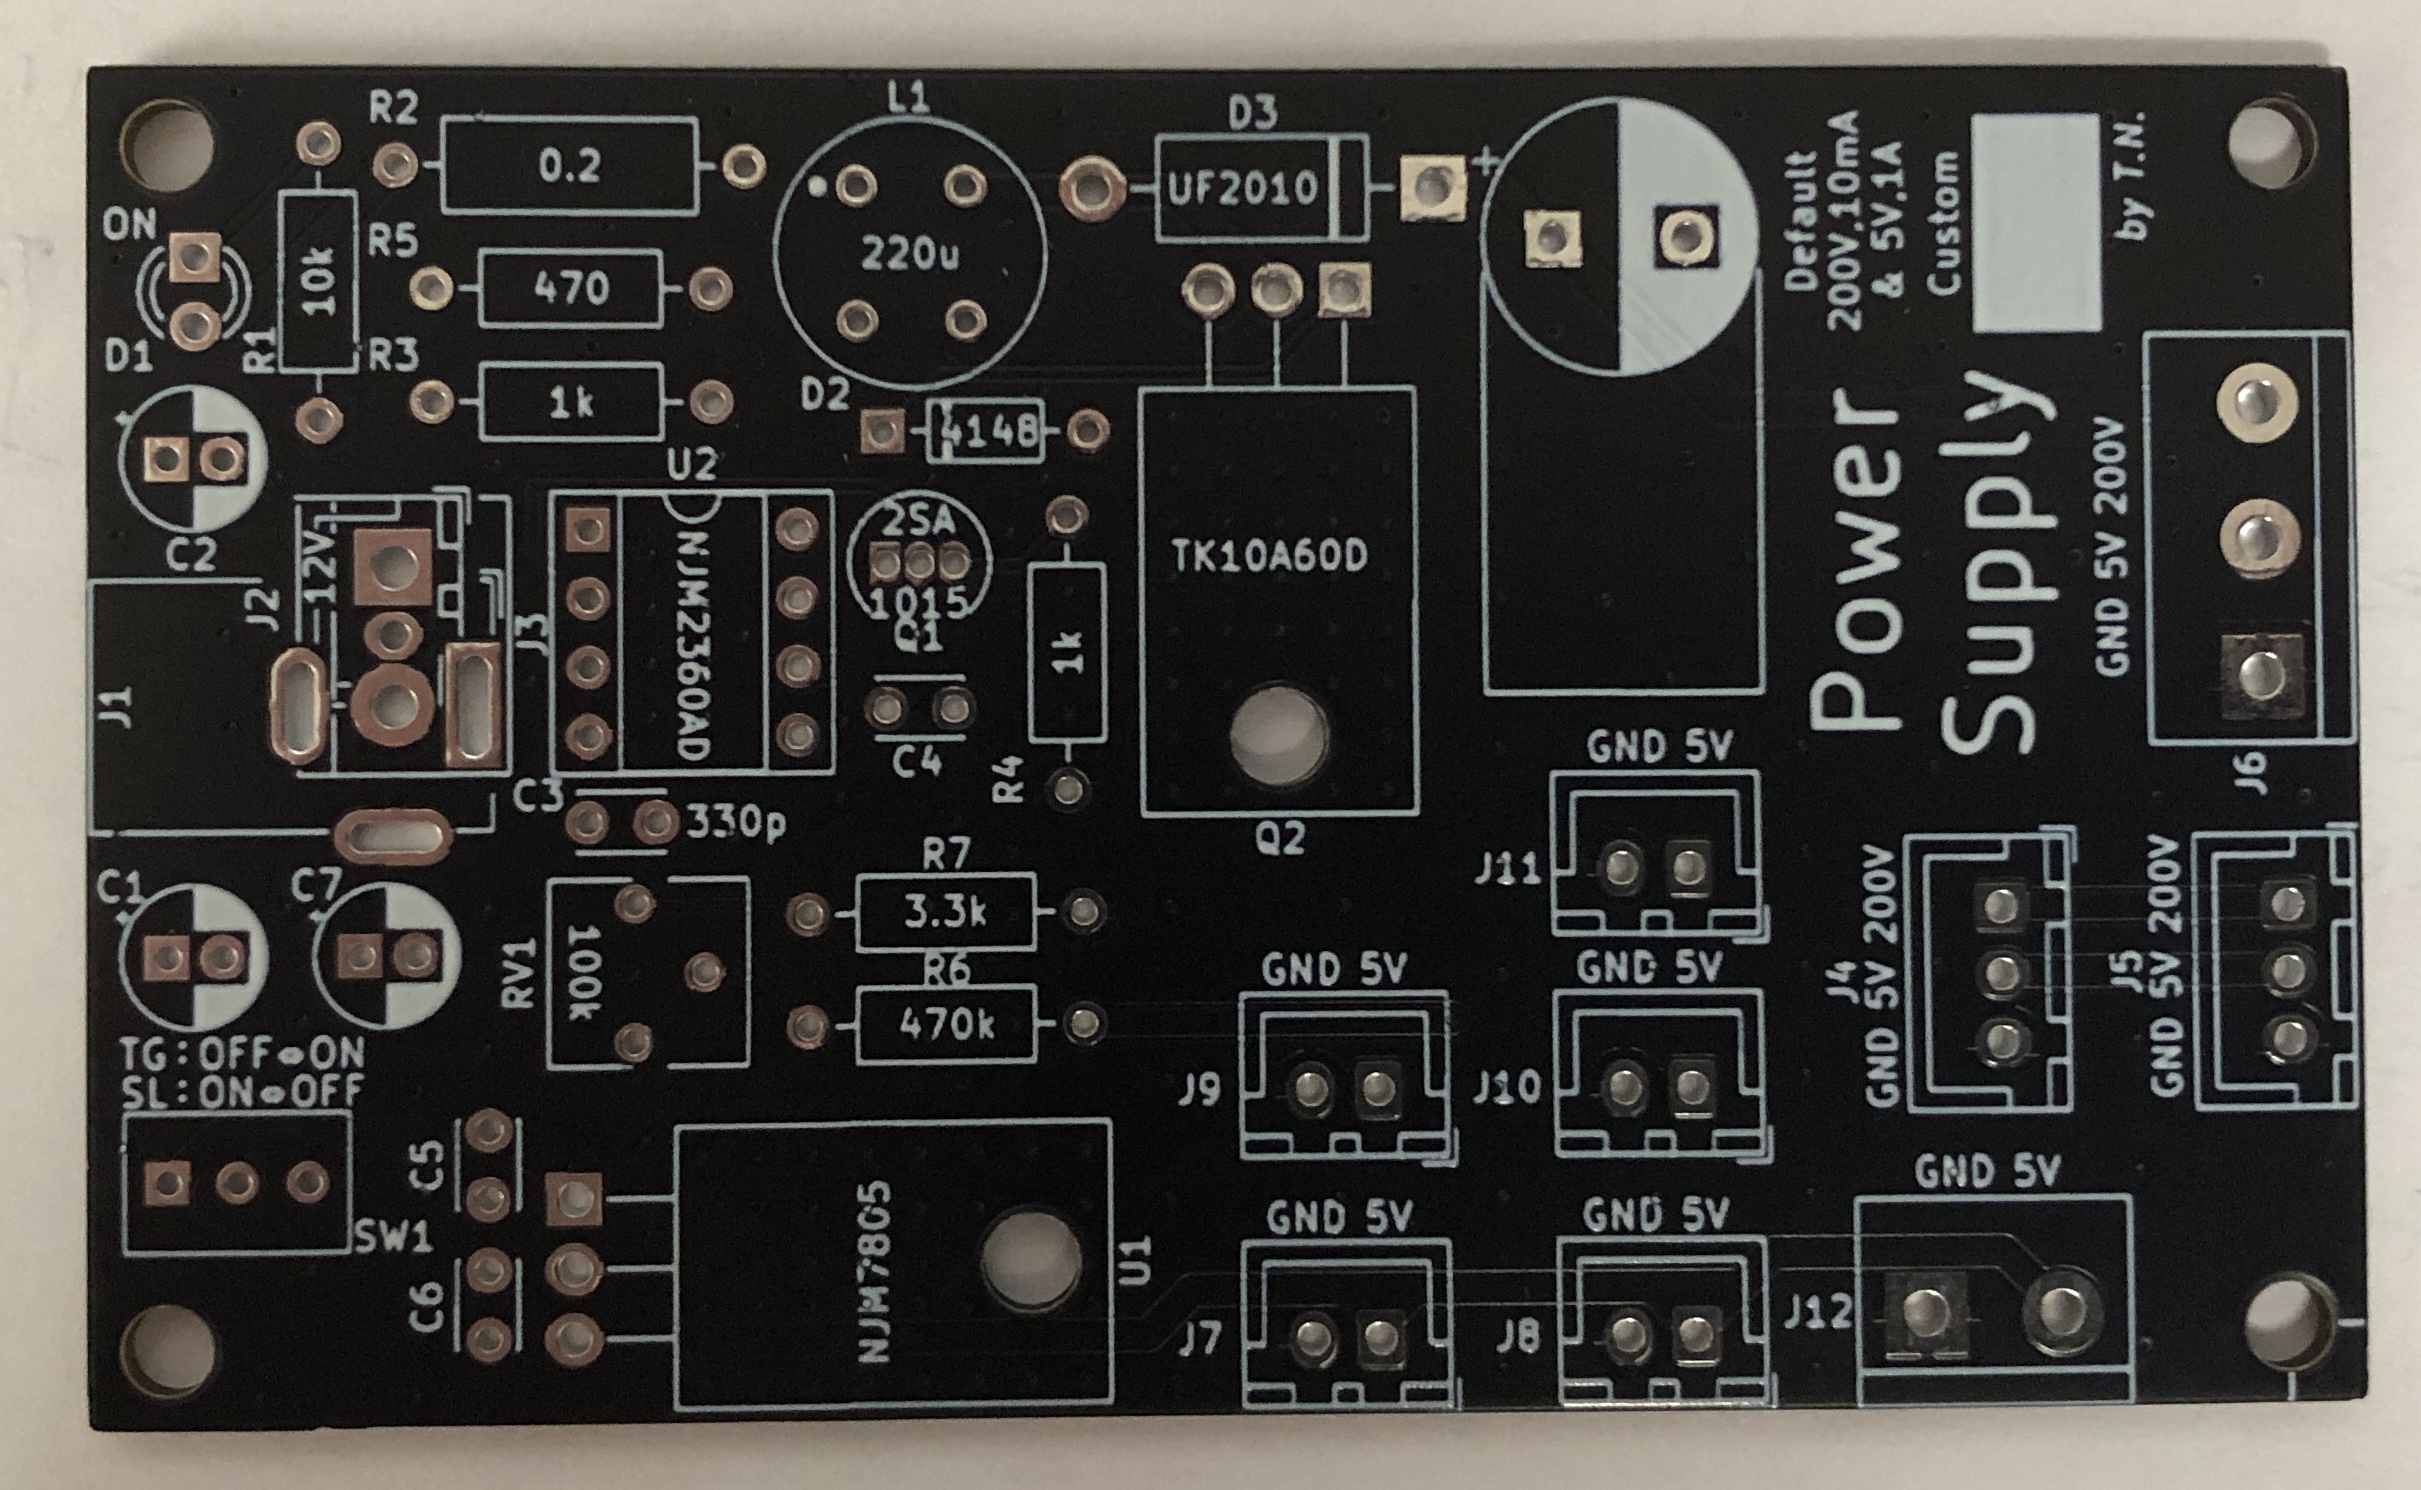 R2
0.2
L1
220u
D3
UF2010
+
Default
200V,10mA
& 5V,1A
Custom
by T.N.
ON
D1
R1
10k
R5
470
R3
1k
D2
4148
C2
U2
NJM2360AD
2SA
1015
Q1
1k
R4
TK10A60D
Q2
Power
Supply
GND 5V 200V
J6
J1
J2
12V
J3
C4
C3
330p
C1
C7
RV1
100k
R7
3.3k
R6
470k
GND 5V
J11
GND 5V
J9
GND 5V
J10
J4
GND 5V 200V
J5
GND 5V 200V
TG:OFF⇔ON
SL:ON⇔OFF
SW1
C5
C6
NJM7805
U1
GND 5V
J7
GND 5V
J8
GND 5V
J12